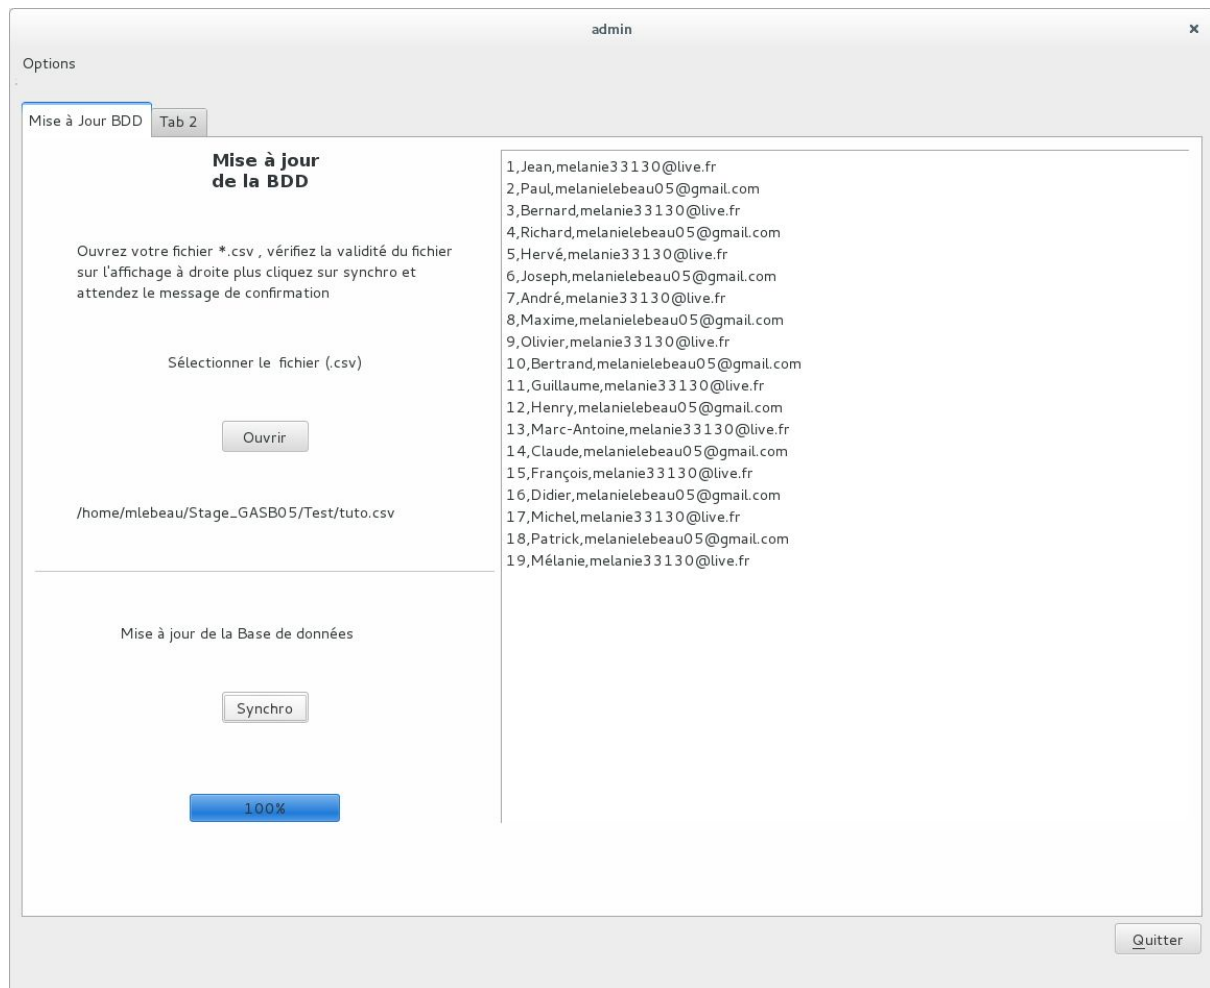 admin
Options
Mise à Jour BDD
Tab 2
Mise à jour
de la BDD
Ouvrez votre fichier *.csv , vérifiez la validité du fichier
sur l'affichage à droite plus cliquez sur synchro et
attendez le message de confirmation
Sélectionner le fichier (.csv)
Ouvrir
/home/mlebeau/Stage_GASB05/Test/tuto.csv
Mise à jour de la Base de données
Synchro
100%
1,Jean,melanie33130@live.fr
2,Paul,melanielebeau05@gmail.com
3,Bernard,melanie33130@live.fr
4,Richard,melanielebeau05@gmail.com
5,Hervé,melanie33130@live.fr
6,Joseph,melanielebeau05@gmail.com
7,André,melanie33130@live.fr
8,Maxime,melanielebeau05@gmail.com
9,Olivier,melanie33130@live.fr
10,Bertrand,melanielebeau05@gmail.com
11,Guillaume,melanie33130@live.fr
12,Henry,melanielebeau05@gmail.com
13,Marc-Antoine,melanie33130@live.fr
14,Claude,melanielebeau05@gmail.com
15,François,melanie33130@live.fr
16,Didier,melanielebeau05@gmail.com
17,Michel,melanie33130@live.fr
18,Patrick,melanielebeau05@gmail.com
19,Mélanie,melanie33130@live.fr
Quitter